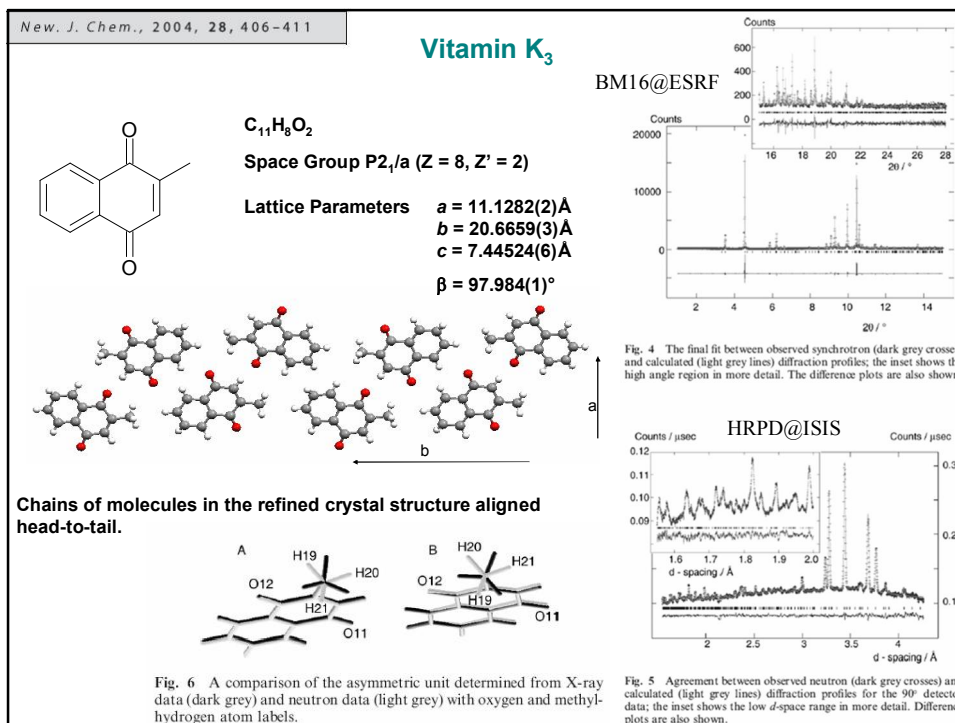 New. J. Chem., 2004, 28, 406–411
Vitamin K3
C11H8O2
Space Group P21/a (Z = 8, Z' = 2)
Lattice Parameters
a = 11.1282(2)Å
b = 20.6659(3)Å
c = 7.44524(6)Å
β = 97.984(1)°
O
O
a
b
Chains of molecules in the refined crystal structure aligned
head-to-tail.
A
H19
H20
O12
H21
O11
B
H20
H21
O12
H19
O11
Fig. 6 A comparison of the asymmetric unit determined from X-ray
data (dark grey) and neutron data (light grey) with oxygen and methyl-
hydrogen atom labels.
BM16@ESRF
Counts
600
400
200
0
16 18 20 22 24 26 28
2θ / °
Counts
20000
10000
0
2 4 6 8 10 12 14
2θ / °
Fig. 4 The final fit between observed synchrotron (dark grey crosse
and calculated (light grey lines) diffraction profiles; the inset shows th
high angle region in more detail. The difference plots are also shown
HRPD@ISIS
Counts / μsec
Counts / μsec
0.12
0.11
0.10
0.09
1.6 1.7 1.8 1.9 2.0
d - spacing / Å
0.3
0.2
0.1
2 2.5 3 3.5 4
d - spacing / Å
Fig. 5 Agreement between observed neutron (dark grey crosses) an
calculated (light grey lines) diffraction profiles for the 90° detecto
data; the inset shows the low d-space range in more detail. Differenc
plots are also shown.